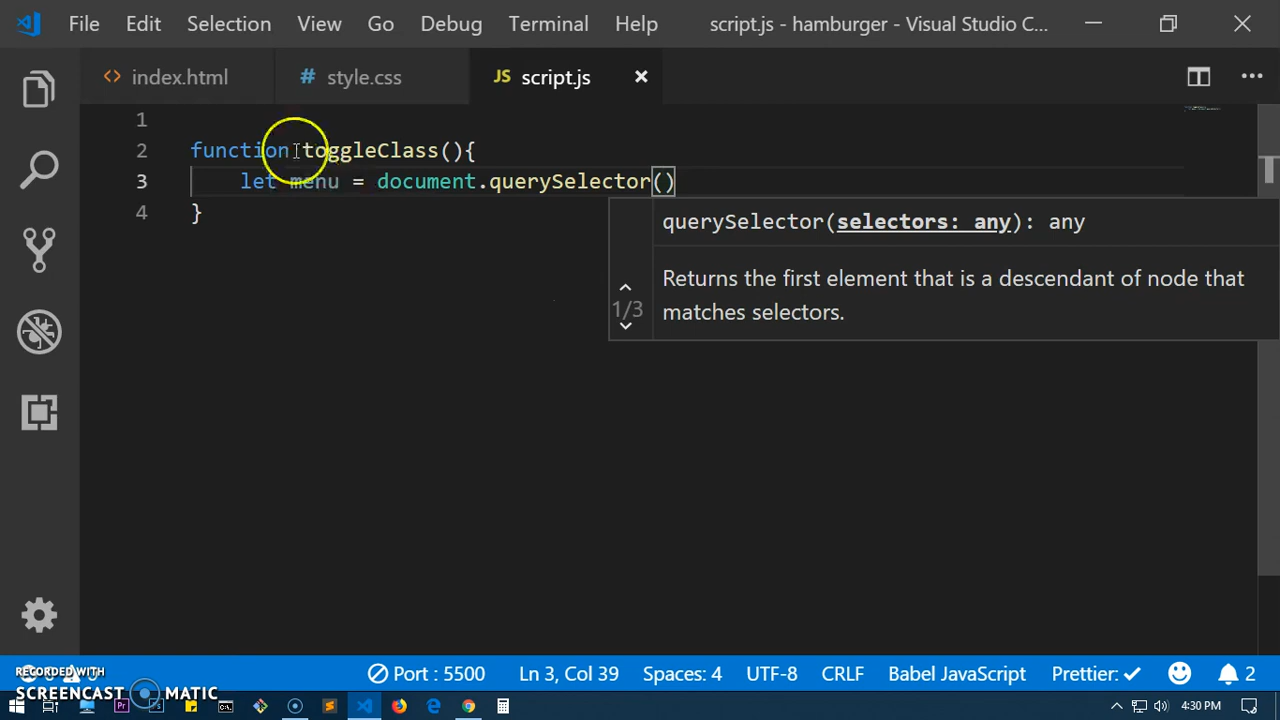 File Edit Selection View Go Debug Terminal Help script.js - hamburger - Visual Studio C...
<> index.html # style.css JS script.js
1
2 function toggleClass(){
3 let menu = document.querySelector()
4 }
querySelector(selectors: any): any
1/3
Returns the first element that is a descendant of node that
matches selectors.
Port : 5500 Ln 3, Col 39 Spaces: 4 UTF-8 CRLF Babel JavaScript Prettier: ✓ 2
RECORDED WITH
SCREENCAST MATIC
4:30 PM